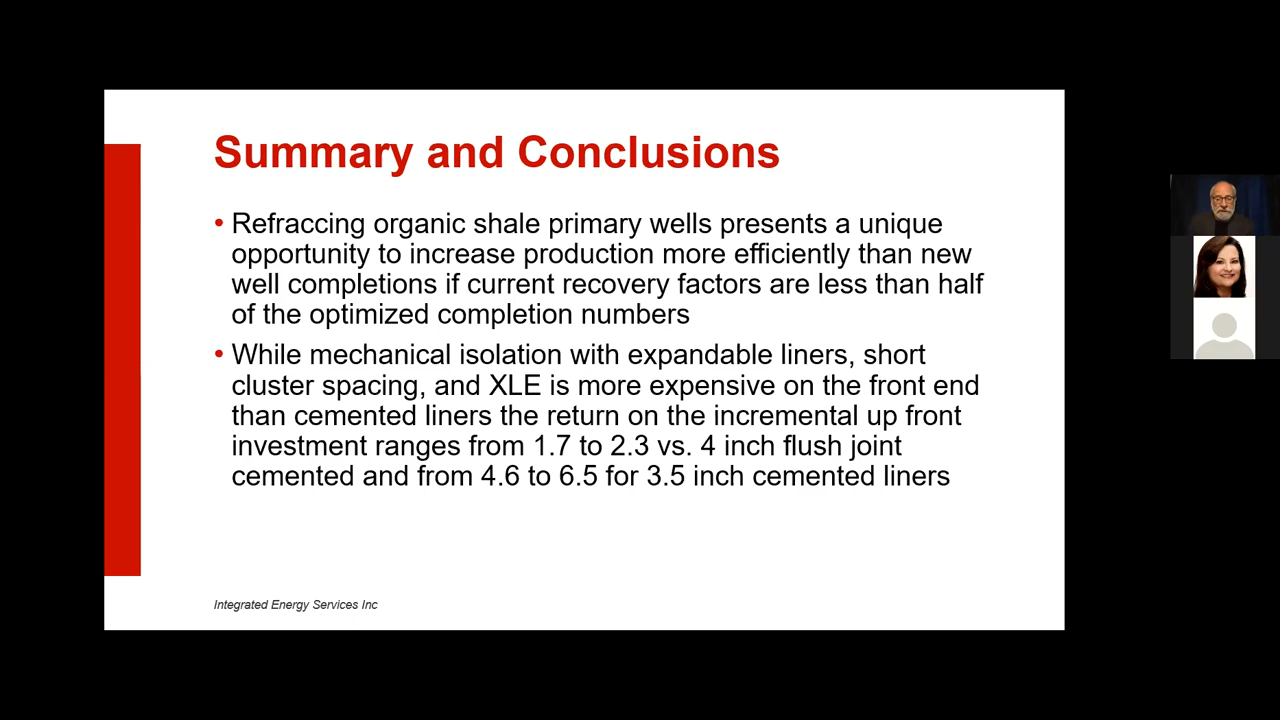 Summary and Conclusions
• Refraccing organic shale primary wells presents a unique
opportunity to increase production more efficiently than new
well completions if current recovery factors are less than half
of the optimized completion numbers
• While mechanical isolation with expandable liners, short
cluster spacing, and XLE is more expensive on the front end
than cemented liners the return on the incremental up front
investment ranges from 1.7 to 2.3 vs. 4 inch flush joint
cemented and from 4.6 to 6.5 for 3.5 inch cemented liners
Integrated Energy Services Inc